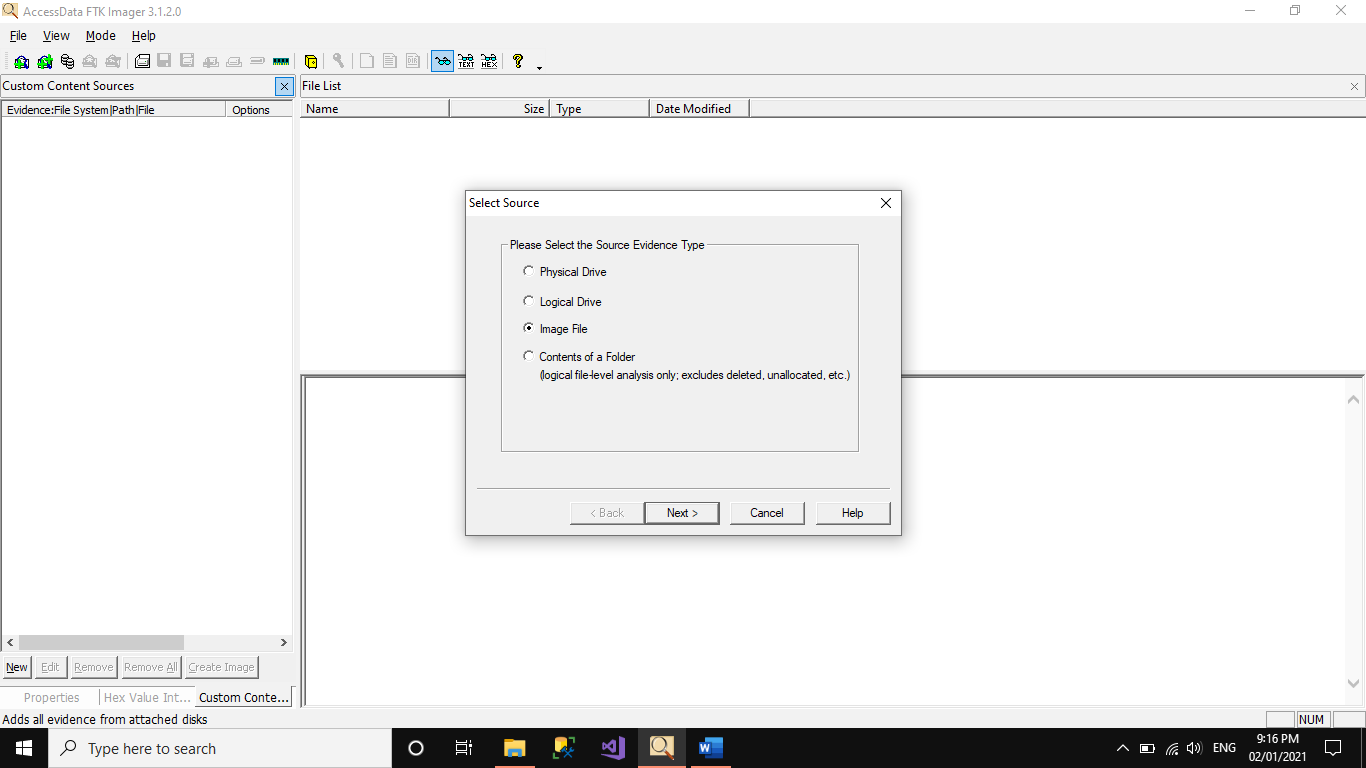 AccessData FTK Imager 3.1.2.0
File View Mode Help
TEXT HEX
Custom Content Sources
File List
Evidence:File System|Path|File Options
Name Size Type Date Modified
Select Source
Please Select the Source Evidence Type
Physical Drive
Logical Drive
Image File
Contents of a Folder
(logical file-level analysis only; excludes deleted, unallocated, etc.)
< Back Next > Cancel Help
New Edit Remove Remove All Create Image
Properties Hex Value Int... Custom Conte...
Adds all evidence from attached disks
NUM
Type here to search
ENG
9:16 PM
02/01/2021